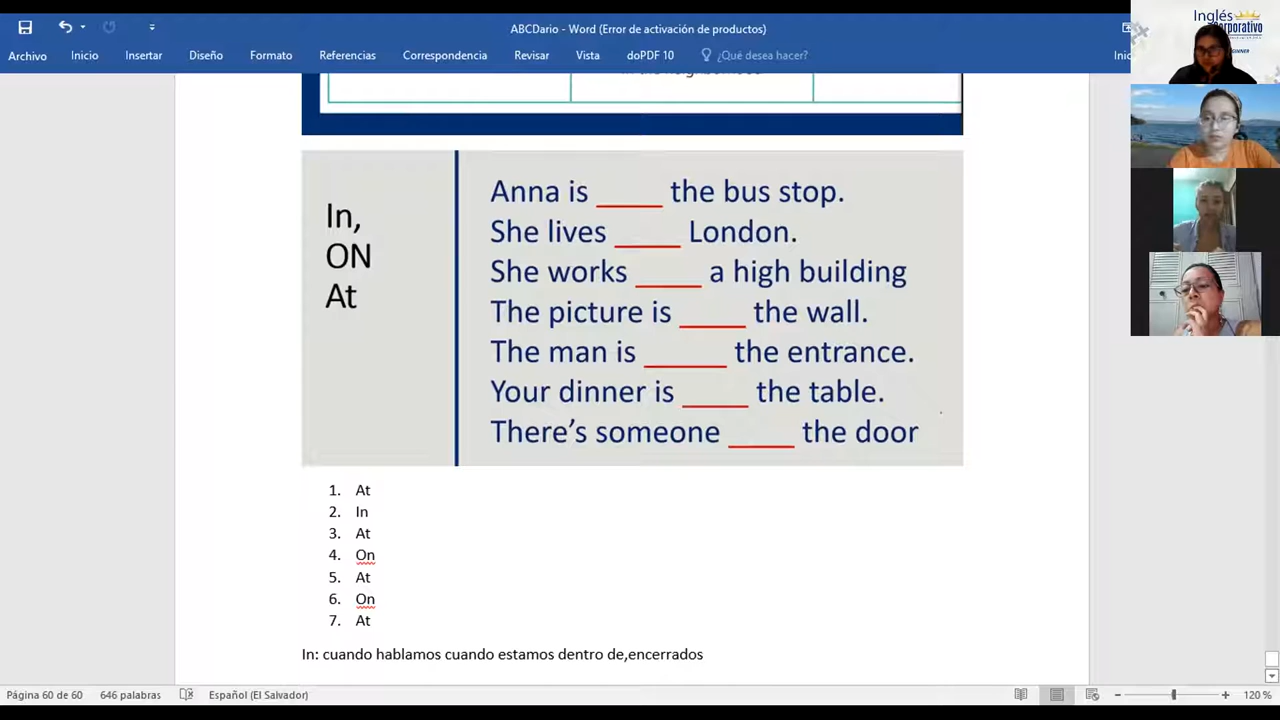 ABCDario - Word (Error de activación de productos)
Inglés
Corporativo
Archivo Inicio Insertar Diseño Formato Referencias Correspondencia Revisar Vista doPDF 10 ¿Qué desea hacer? Inic
In,
ON
At
Anna is _____ the bus stop.
She lives _____ London.
She works _____ a high building
The picture is _____ the wall.
The man is ______ the entrance.
Your dinner is _____ the table.
There's someone _____ the door
1. At
2. In
3. At
4. On
5. At
6. On
7. At
In: cuando hablamos cuando estamos dentro de,encerrados
Página 60 de 60 646 palabras Español (El Salvador) 120 %